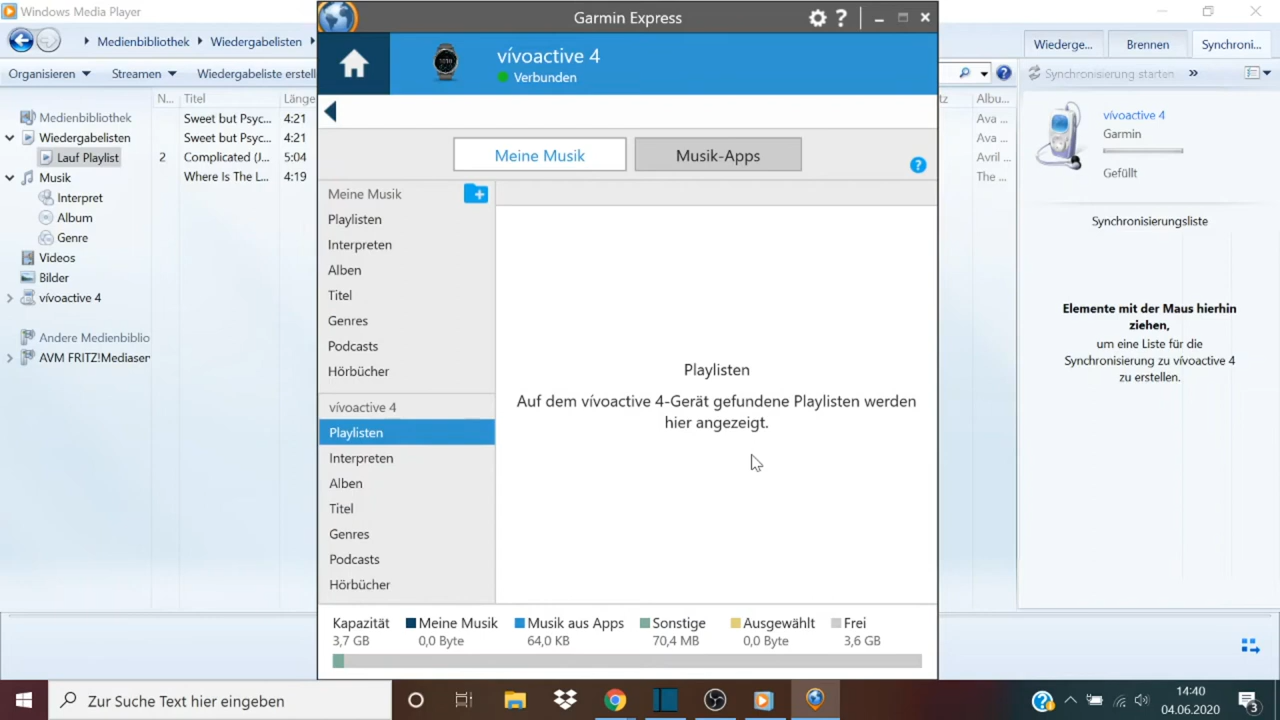 Windows Media Player
Medienbibliothek
Wiedergabelisten
Wiederge...
Brennen
Synchroni...
Organisieren
Streamen
Wiedergabeliste erstell
Synchronisierung starten
»
Medienbibliothek
Wiedergabelisten
Lauf Playlist
Musik
Interpret
Album
Genre
Videos
Bilder
vívoactive 4
Andere Medienbiblio
AVM FRITZ!Mediaser
N...
Titel
Länge
Sweet but Psyc...
4:21
Sweet but Psyc...
4:21
2
Complicated (J...
5:04
Where Is The L...
4:19
Garmin Express
?
vívoactive 4
Verbunden
Meine Musik
Musik-Apps
?
Meine Musik
Playlisten
Interpreten
Alben
Titel
Genres
Podcasts
Hörbücher
vívoactive 4
Playlisten
Interpreten
Alben
Titel
Genres
Podcasts
Hörbücher
Playlisten
Auf dem vívoactive 4-Gerät gefundene Playlisten werden
hier angezeigt.
Kapazität
3,7 GB
Meine Musik
0,0 Byte
Musik aus Apps
64,0 KB
Sonstige
70,4 MB
Ausgewählt
0,0 Byte
Frei
3,6 GB
tz
Albu...
Ava ...
Ava ...
Avril ...
The ...
vívoactive 4
Garmin
Gefüllt
Synchronisierungsliste
Elemente mit der Maus hierhin
ziehen,
um eine Liste für die
Synchronisierung zu vívoactive 4
zu erstellen.
Zur Suche Text hier eingeben
14:40
04.06.2020
3